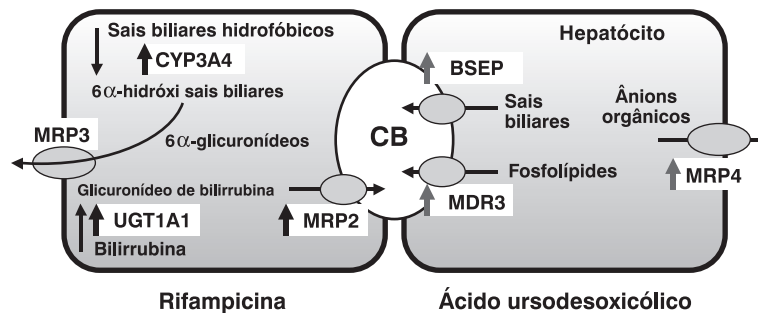 Sais biliares hidrofóbicos
CYP3A4
6α-hidróxi sais biliares
MRP3
6α-glicuronídeos
Glicuronídeo de bilirrubina
UGT1A1
MRP2
Bilirrubina
CB
Hepatócito
BSEP
Sais
biliares
Ânions
orgânicos
Fosfolípides
MRP4
MDR3
Rifampicina
Ácido ursodesoxicólico